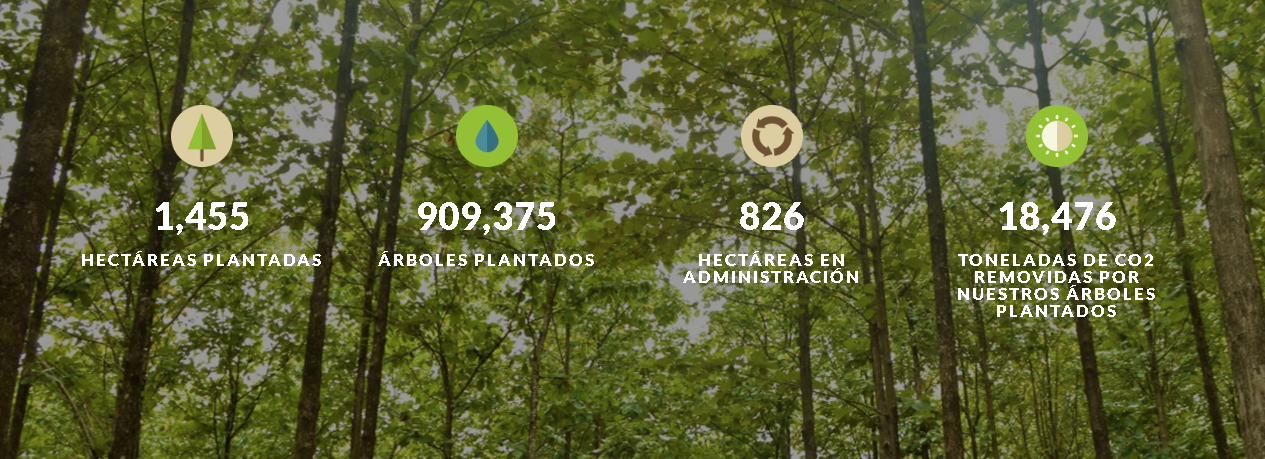 1,455
HECTÁREAS PLANTADAS
909,375
ÁRBOLES PLANTADOS
826
HECTÁREAS EN
ADMINISTRACIÓN
18,476
TONELADAS DE CO2
REMOVIDAS POR
NUESTROS ÁRBOLES
PLANTADOS